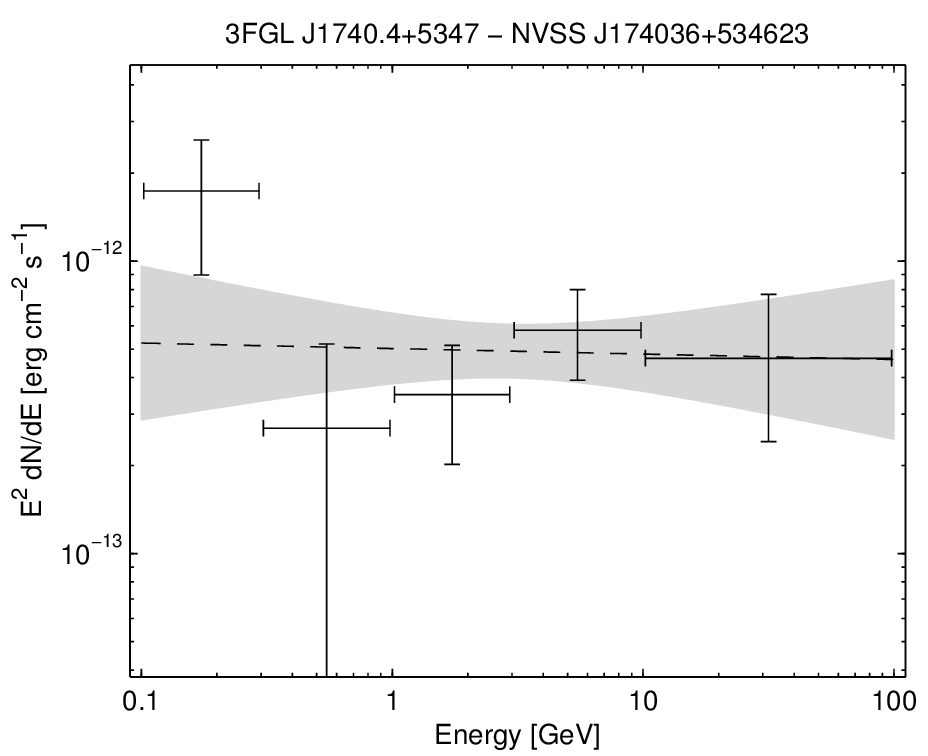 3FGL J1740.4+5347 − NVSS J174036+534623
E² dN/dE [erg cm⁻² s⁻¹]
10⁻¹²
10⁻¹³
0.1 1 10 100
Energy [GeV]